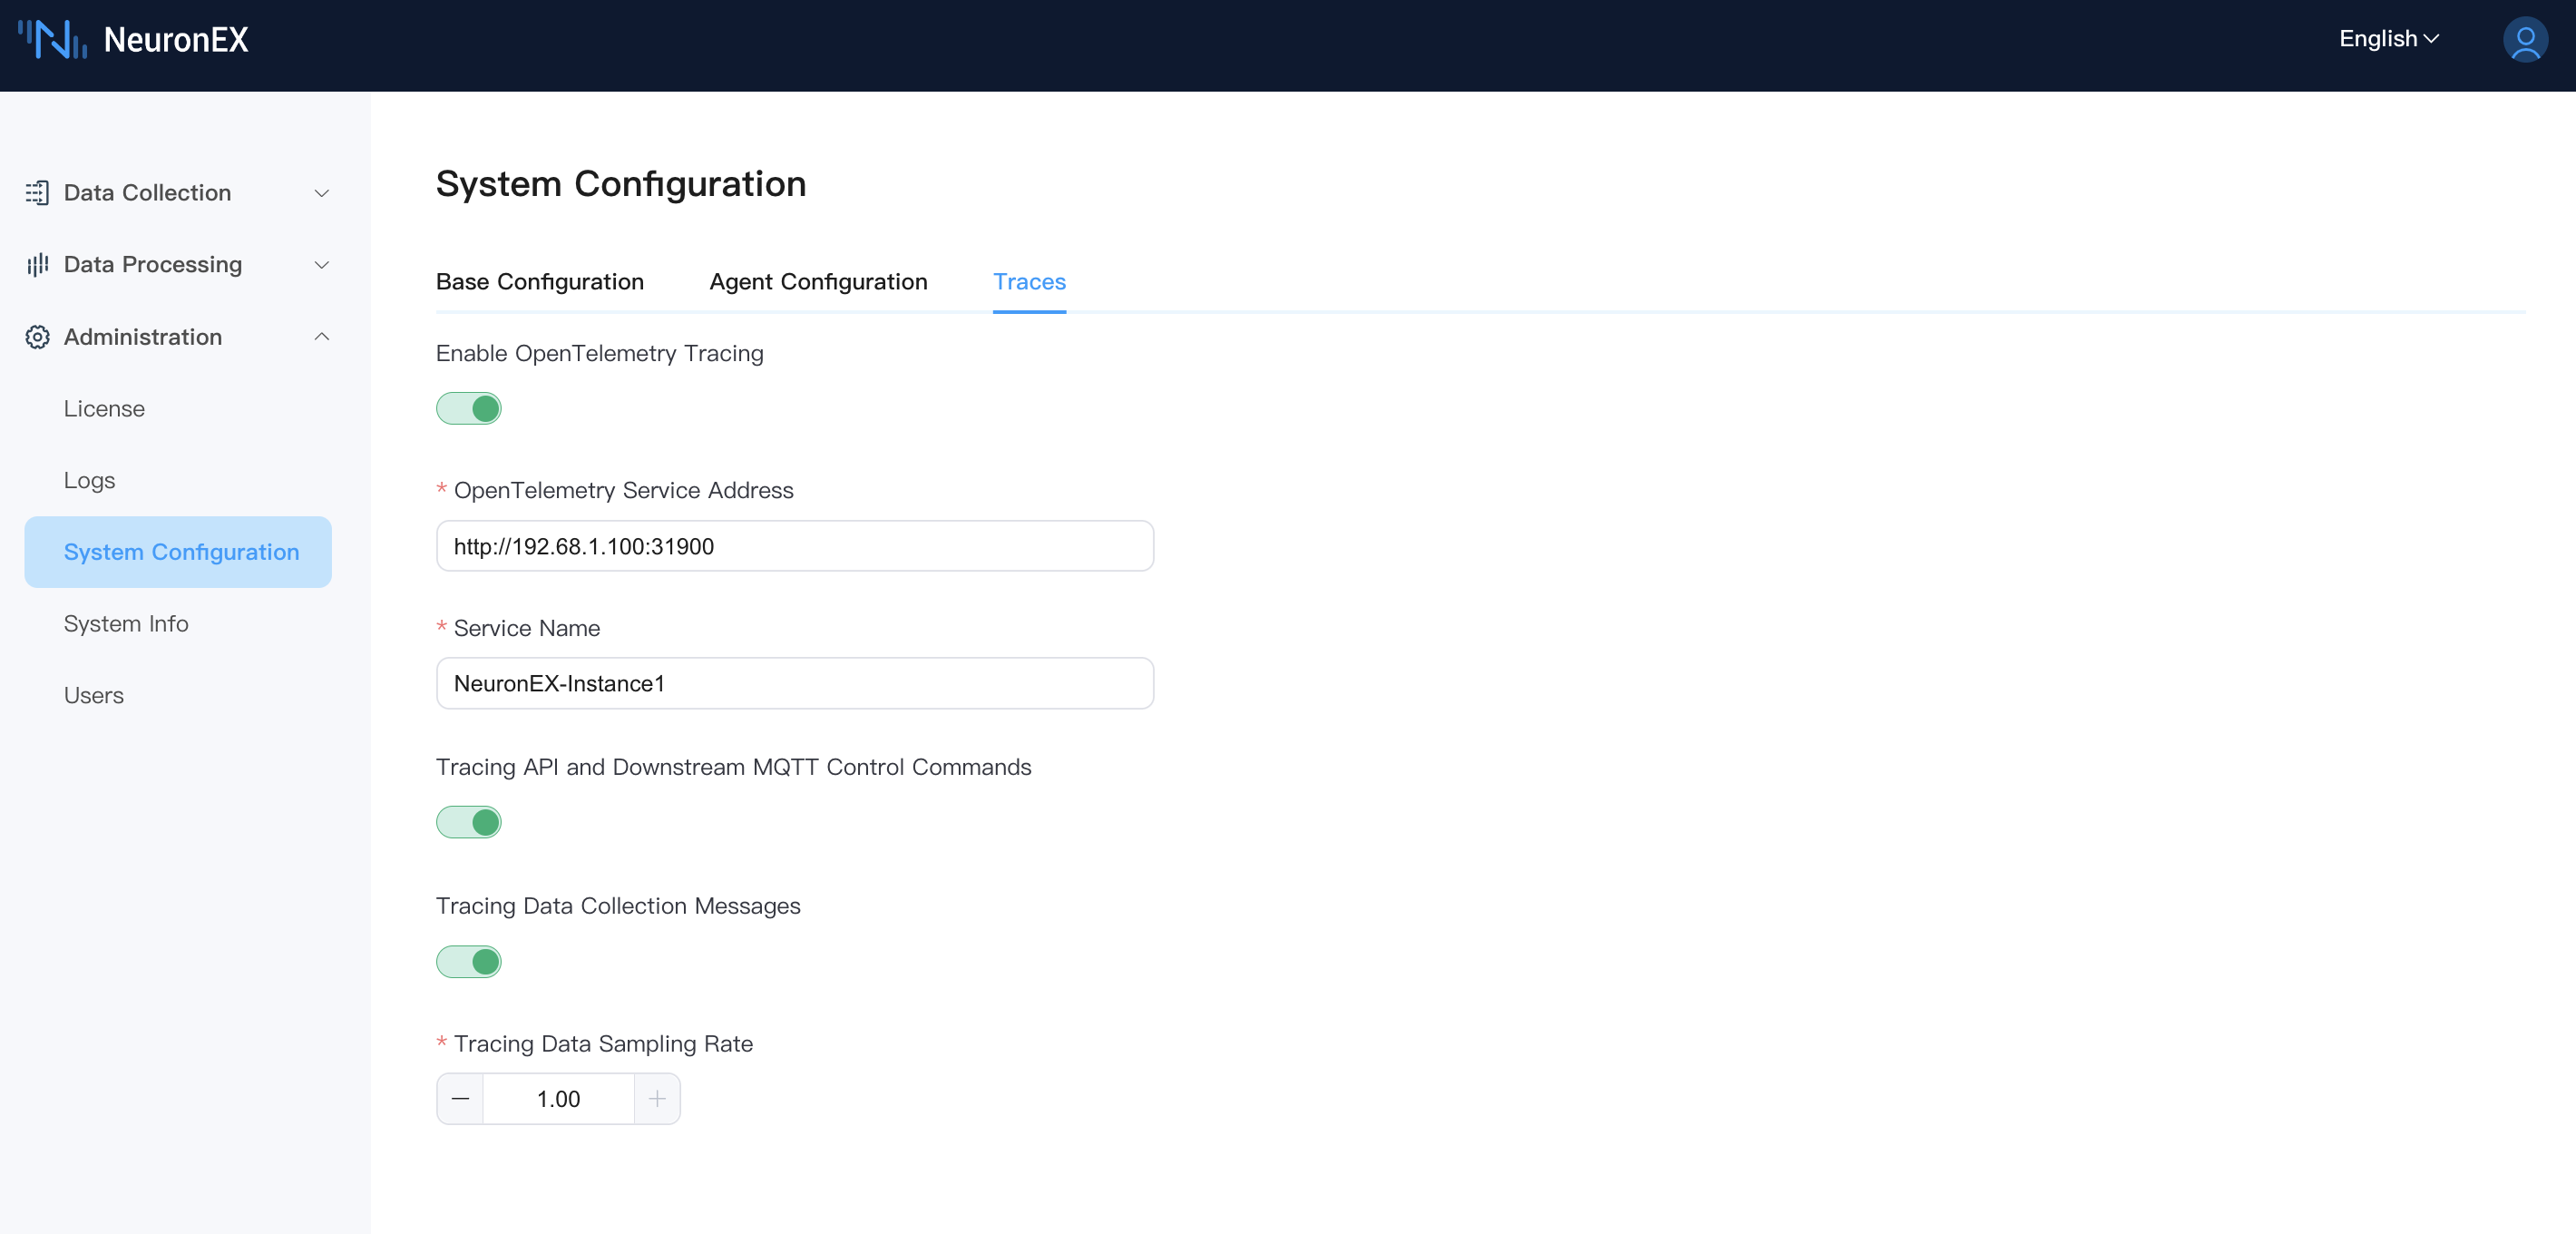 NeuronEX
English
Data Collection
Data Processing
Administration
License
Logs
System Configuration
System Info
Users
System Configuration
Base Configuration
Agent Configuration
Traces
Enable OpenTelemetry Tracing
* OpenTelemetry Service Address
http://192.68.1.100:31900
* Service Name
NeuronEX-Instance1
Tracing API and Downstream MQTT Control Commands
Tracing Data Collection Messages
* Tracing Data Sampling Rate
1.00